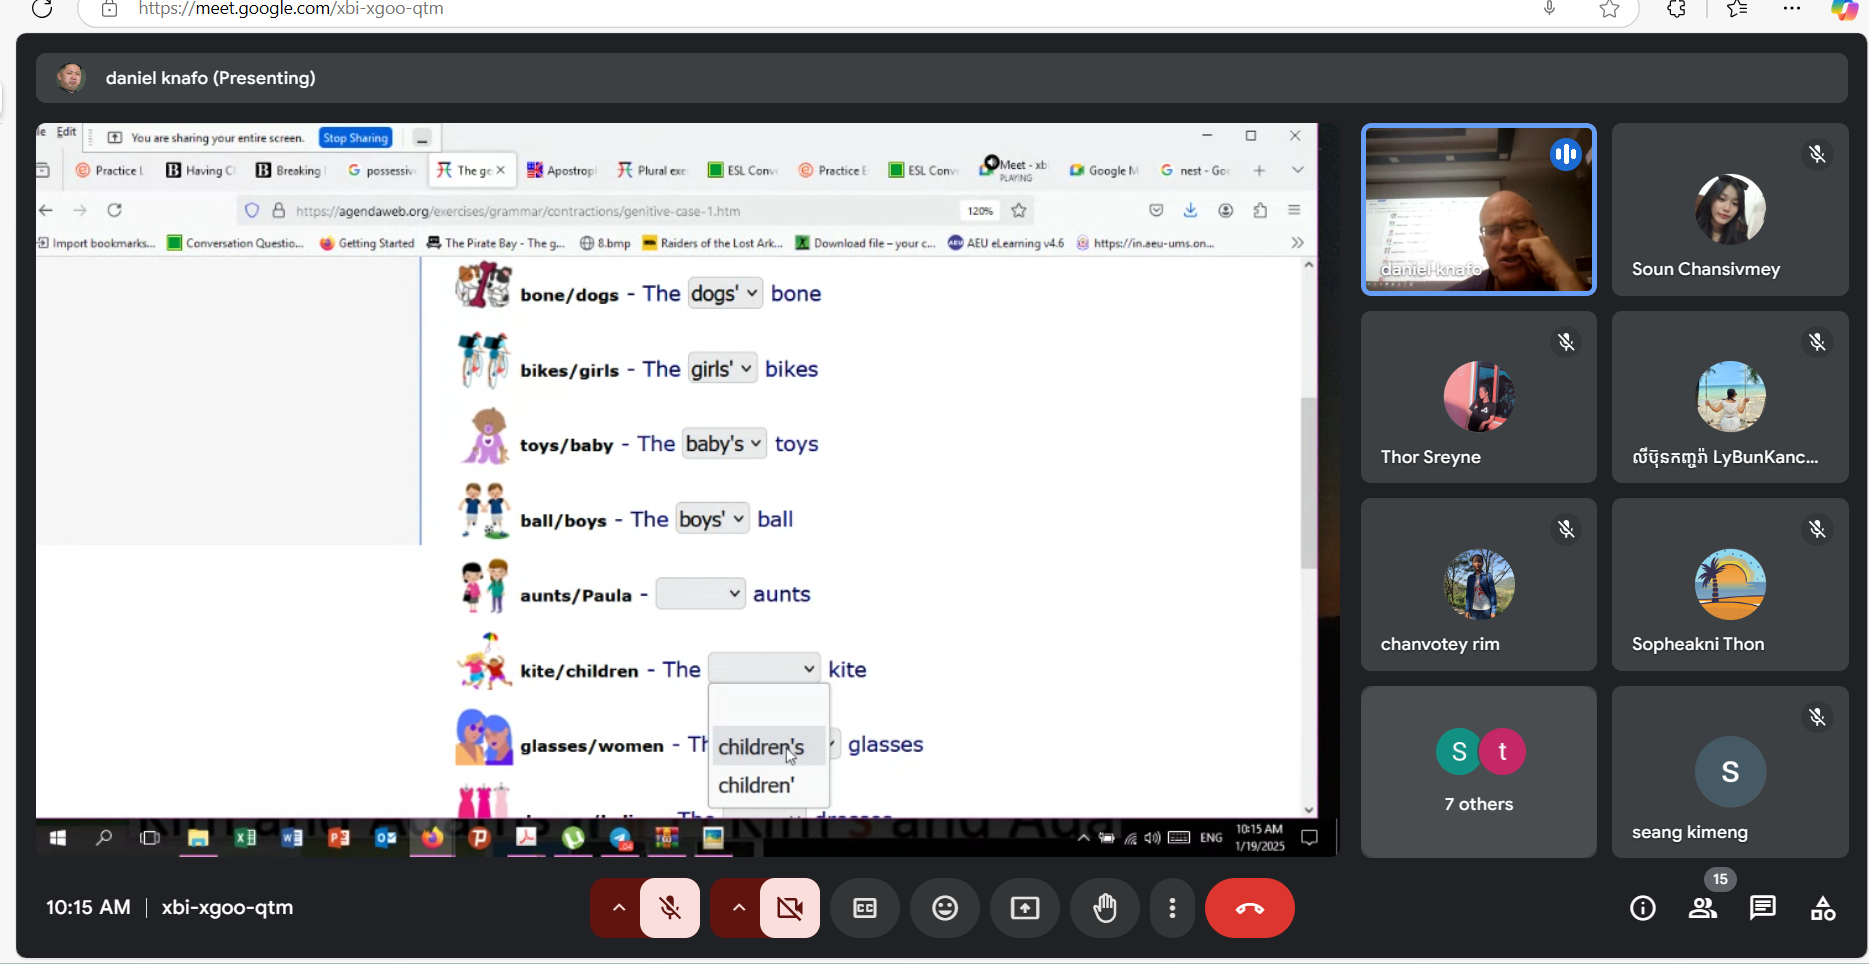 https://meet.google.com/xbi-xgoo-qtm
daniel knafo (Presenting)
le Edit
You are sharing your entire screen. Stop Sharing
Practice L
Having C
Breaking
possessiv
The ge
Apostrop
Plural exe
ESL Conv
Practice E
ESL Conv
Meet - xb
PLAYING
Google M
nest - Go
https://agendaweb.org/exercises/grammar/contractions/genitive-case-1.htm
120%
Import bookmarks...
Conversation Questio...
Getting Started
The Pirate Bay - The g...
8.bmp
Raiders of the Lost Ark...
Download file – your c...
AEU eLearning v4.6
https://in.aeu-ums.on...
bone/dogs - The dogs' bone
bikes/girls - The girls' bikes
toys/baby - The baby's toys
ball/boys - The boys' ball
aunts/Paula - aunts
kite/children - The kite
children's
children'
glasses/women - Th glasses
ENG
10:15 AM
1/19/2025
daniel knafo
Soun Chansivmey
Thor Sreyne
លីប៊ុនកញ្ចរ៉ា LyBunKanc...
chanvotey rim
Sopheakni Thon
S
t
7 others
S
seang kimeng
10:15 AM
xbi-xgoo-qtm
15